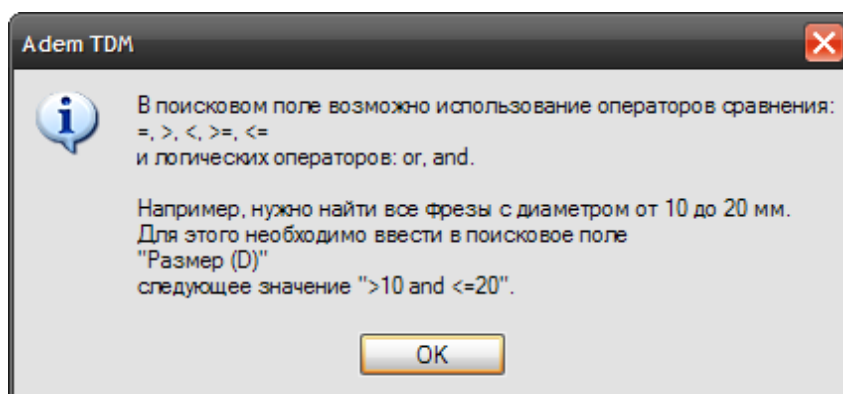 Adem TDM
В поисковом поле возможно использование операторов сравнения:
=, >, <, >=, <=
и логических операторов: or, and.
Например, нужно найти все фрезы с диаметром от 10 до 20 мм.
Для этого необходимо ввести в поисковое поле
"Размер (D)"
следующее значение ">10 and <=20".
OK